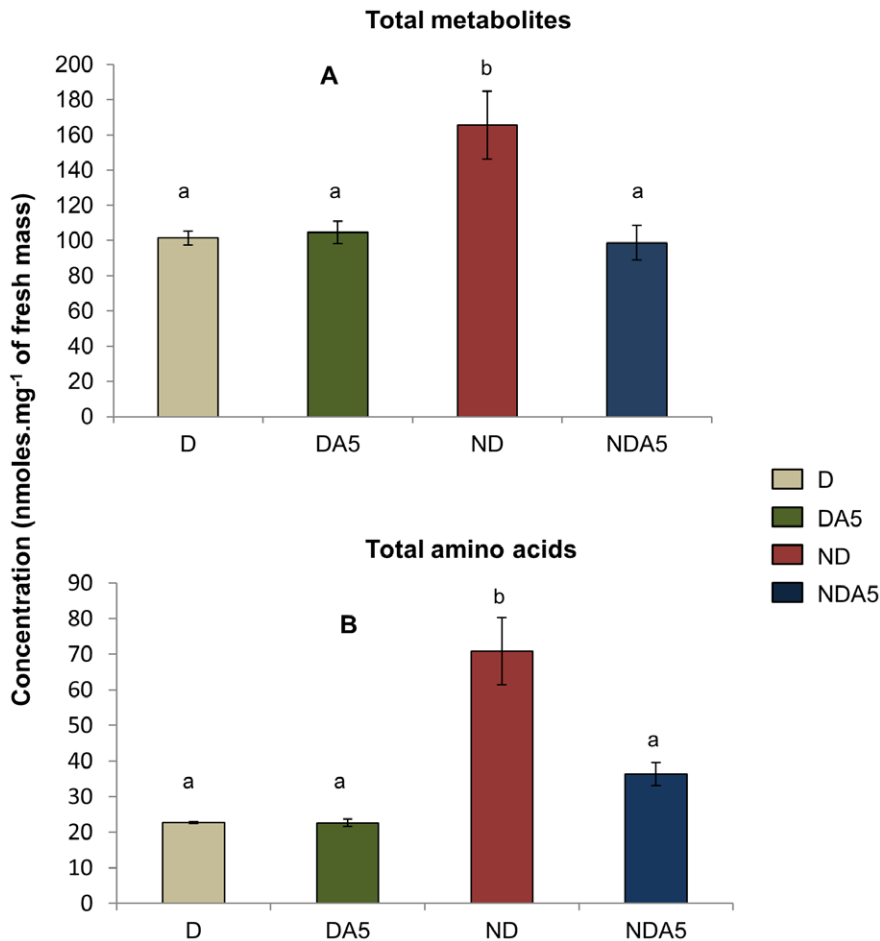 Total metabolites
A
200
180
160
140
120
100
80
60
40
20
0
a
a
b
a
D DA5 ND NDA5
Concentration (nmoles.mg⁻¹ of fresh mass)
D
DA5
ND
NDA5
Total amino acids
B
90
80
70
60
50
40
30
20
10
0
a
a
b
a
D DA5 ND NDA5